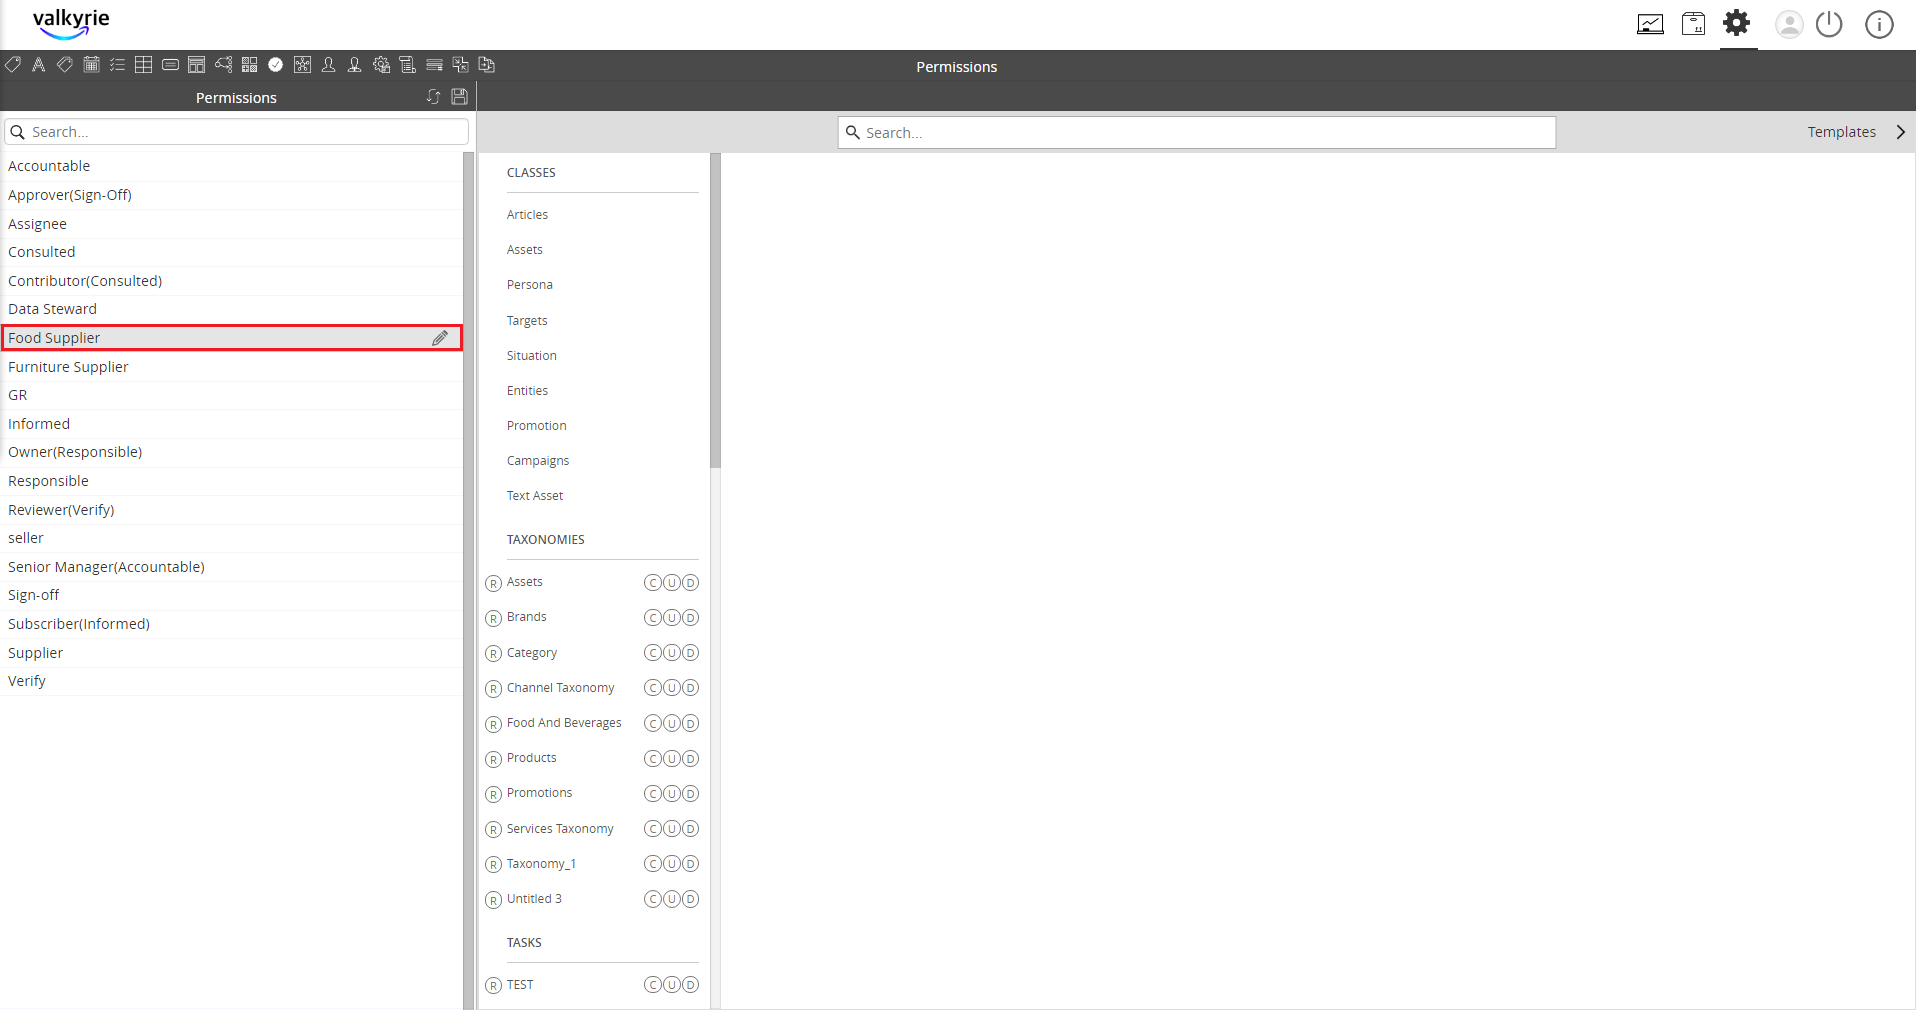 valkyrie
Permissions
Permissions
Search...
Search...
Templates
Accountable
Approver(Sign-Off)
Assignee
Consulted
Contributor(Consulted)
Data Steward
Food Supplier
Furniture Supplier
GR
Informed
Owner(Responsible)
Responsible
Reviewer(Verify)
seller
Senior Manager(Accountable)
Sign-off
Subscriber(Informed)
Supplier
Verify
CLASSES
Articles
Assets
Persona
Targets
Situation
Entities
Promotion
Campaigns
Text Asset
TAXONOMIES
R Assets C U D
R Brands C U D
R Category C U D
R Channel Taxonomy C U D
R Food And Beverages C U D
R Products C U D
R Promotions C U D
R Services Taxonomy C U D
R Taxonomy_1 C U D
R Untitled 3 C U D
TASKS
R TEST C U D